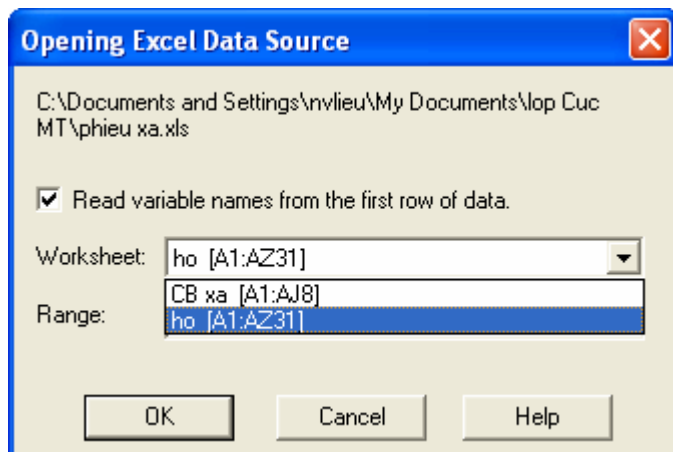 Opening Excel Data Source
C:\Documents and Settings\nvlieu\My Documents\lop Cuc
MT\phieu xa.xls
Read variable names from the first row of data.
Worksheet: ho [A1:AZ31]
CB xa [A1:AJ8]
Range: ho [A1:AZ31]
OK Cancel Help